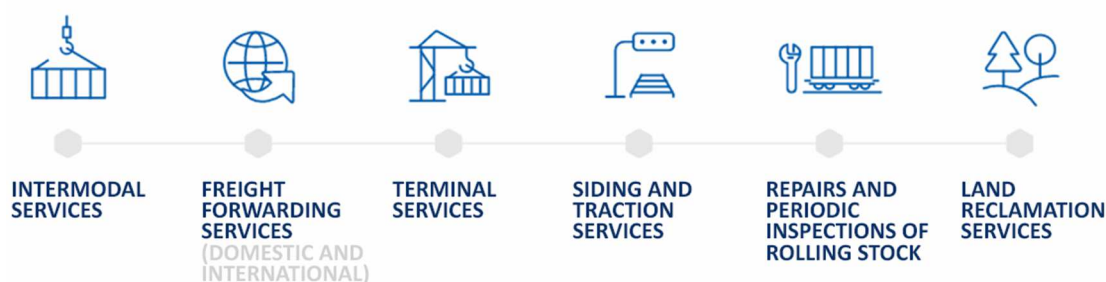 INTERMODAL
SERVICES
FREIGHT
FORWARDING
SERVICES
(DOMESTIC AND
INTERNATIONAL)
TERMINAL
SERVICES
SIDING AND
TRACTION
SERVICES
REPAIRS AND
PERIODIC
INSPECTIONS OF
ROLLING STOCK
LAND
RECLAMATION
SERVICES